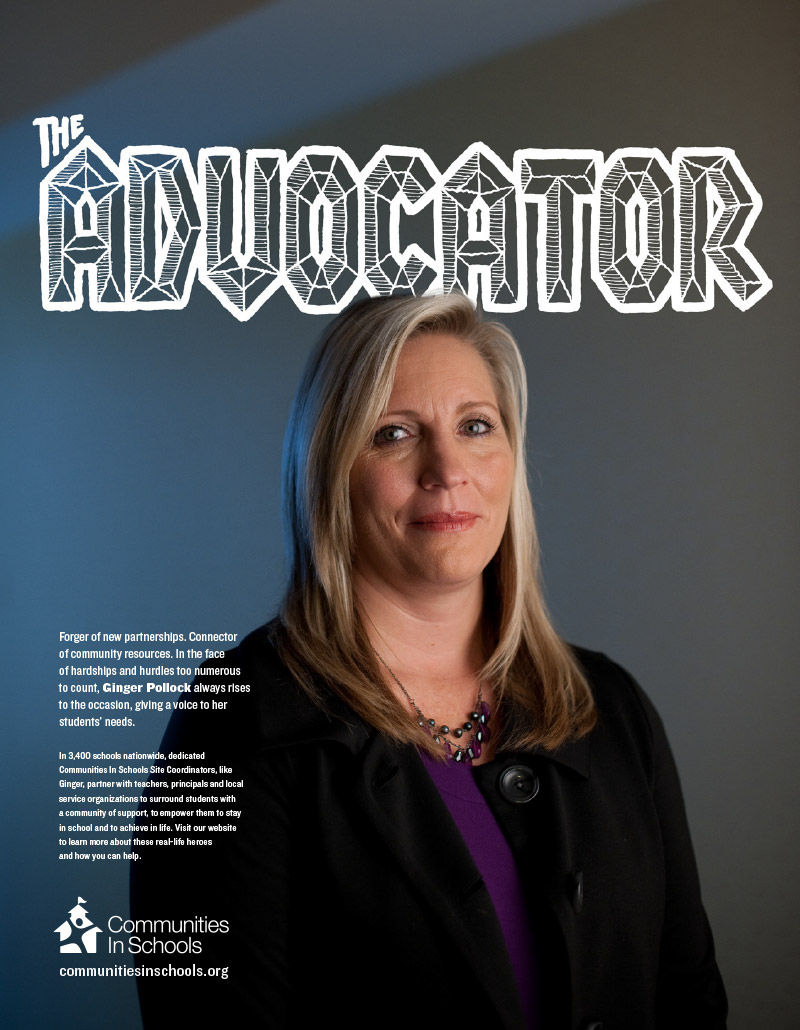 THE
ADVOCATOR
Forger of new partnerships. Connector
of community resources. In the face
of hardships and hurdles too numerous
to count, Ginger Pollock always rises
to the occasion, giving a voice to her
students' needs.
In 3,400 schools nationwide, dedicated
Communities In Schools Site Coordinators, like
Ginger, partner with teachers, principals and local
service organizations to surround students with
a community of support, to empower them to stay
in school and to achieve in life. Visit our website
to learn more about these real-life heroes
and how you can help.
Communities
In Schools
communitiesinschools.org